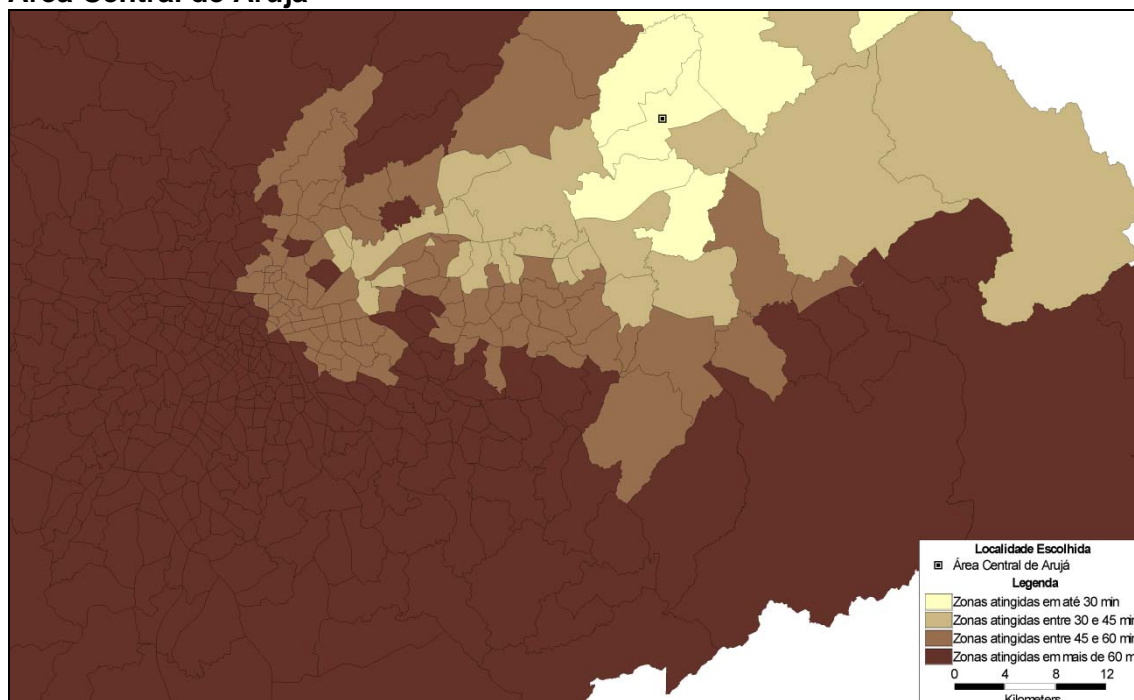 Área Central de Arujá
Localidade Escolhida
Área Central de Arujá
Legenda
Zonas atingidas em até 30 min
Zonas atingidas entre 30 e 45 min
Zonas atingidas entre 45 e 60 min
Zonas atingidas em mais de 60 m
0 4 8 12
Kilometers